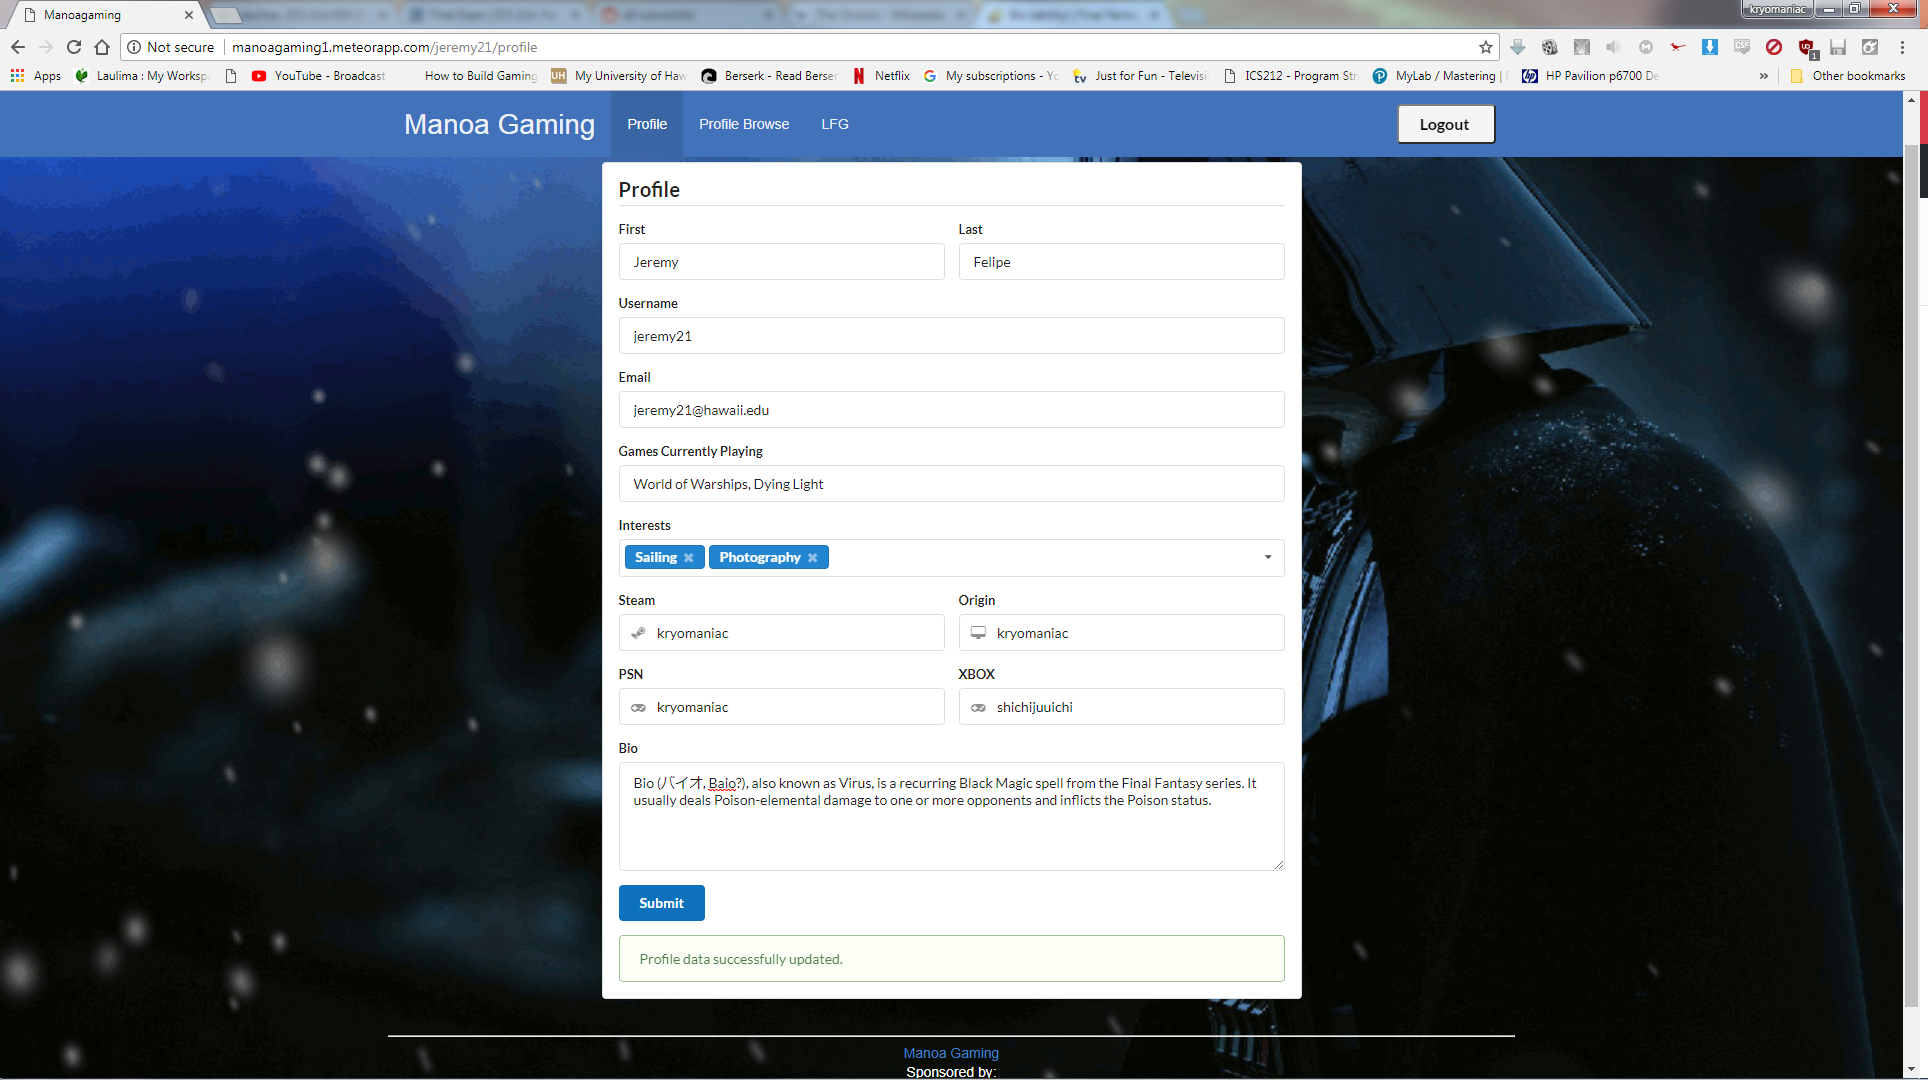 Manoagaming
kryomaniac
Not secure
manoagaming1.meteorapp.com/jeremy21/profile
Apps
Laulima : My Worksp
YouTube - Broadcast
How to Build Gaming
My University of Haw
Berserk - Read Berser
Netflix
My subscriptions - Yo
Just for Fun - Televisi
ICS212 - Program Str
MyLab / Mastering |
HP Pavilion p6700 De
»
Other bookmarks
Manoa Gaming
Profile
Profile Browse
LFG
Logout
Profile
First
Last
Jeremy
Felipe
Username
jeremy21
Email
jeremy21@hawaii.edu
Games Currently Playing
World of Warships, Dying Light
Interests
Sailing
Photography
Steam
Origin
kryomaniac
kryomaniac
PSN
XBOX
kryomaniac
shichijuuichi
Bio
Bio (バイオ, Baio?), also known as Virus, is a recurring Black Magic spell from the Final Fantasy series. It
usually deals Poison-elemental damage to one or more opponents and inflicts the Poison status.
Submit
Profile data successfully updated.
Manoa Gaming
Sponsored by: